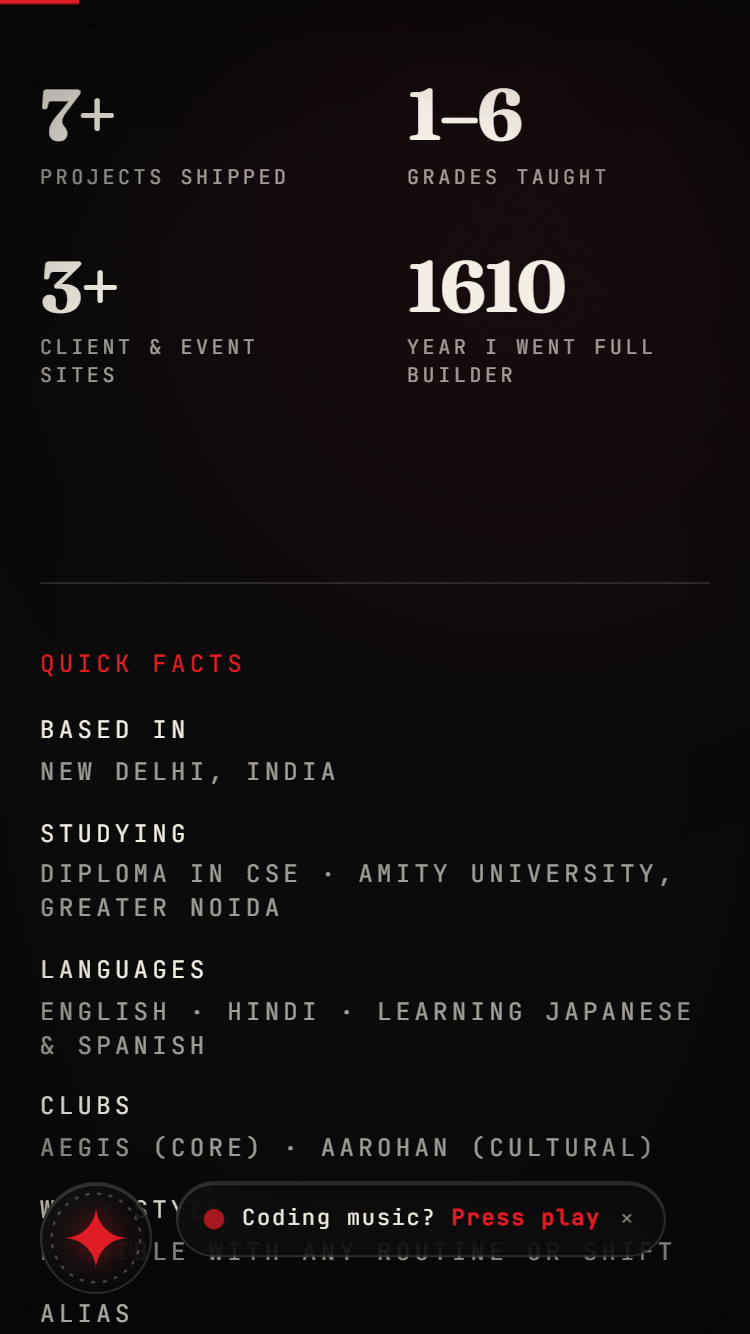 7+
PROJECTS SHIPPED
1–6
GRADES TAUGHT
3+
CLIENT & EVENT
SITES
1610
YEAR I WENT FULL
BUILDER
QUICK FACTS
BASED IN
NEW DELHI, INDIA
STUDYING
DIPLOMA IN CSE · AMITY UNIVERSITY,
GREATER NOIDA
LANGUAGES
ENGLISH · HINDI · LEARNING JAPANESE
& SPANISH
CLUBS
AEGIS (CORE) · AAROHAN (CULTURAL)
Coding music? Press play ×
WITH ANY ROUTINE OR SHIFT
ALIAS